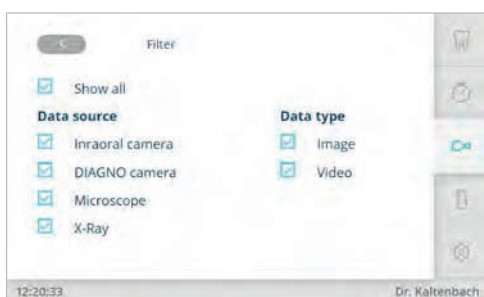 Filter
Show all
Data source
Inraoral camera
DIAGNO camera
Microscope
X-Ray
Data type
Image
Video
12:20:33
Dr. Kaltenbach